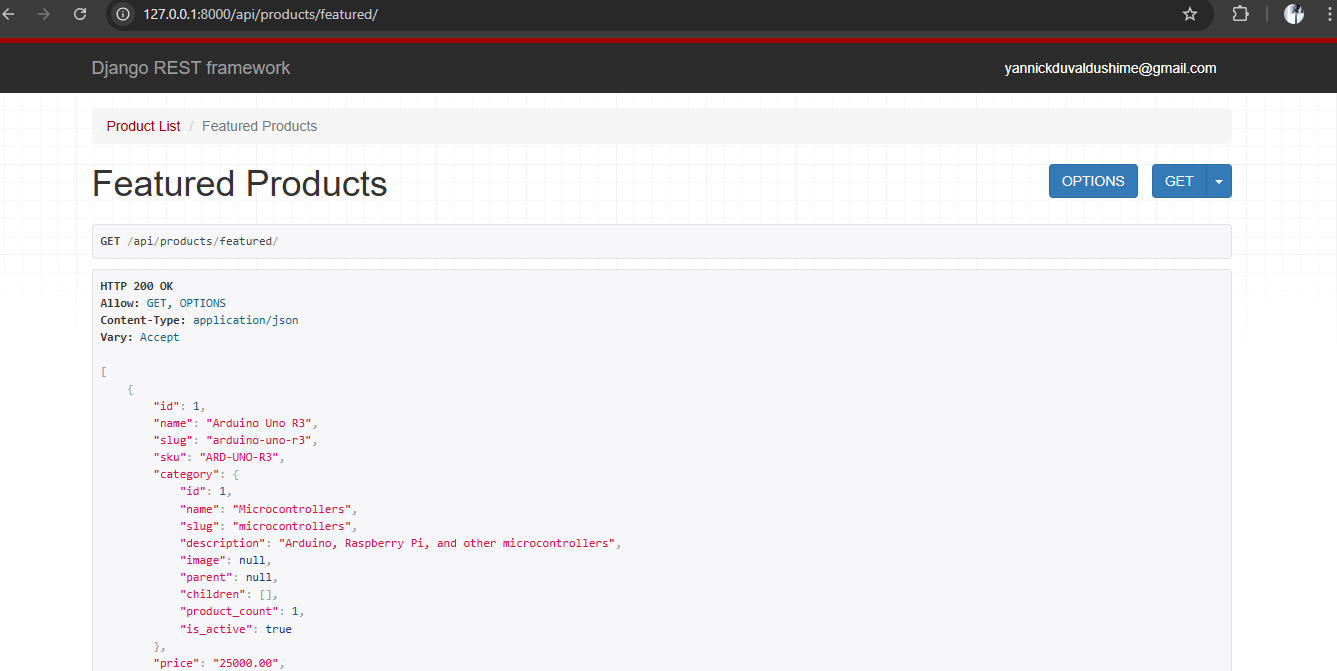 127.0.0.1:8000/api/products/featured/
Django REST framework
yannickduvaldushime@gmail.com
Product List / Featured Products
Featured Products
OPTIONS
GET
GET /api/products/featured/
HTTP 200 OK
Allow: GET, OPTIONS
Content-Type: application/json
Vary: Accept
[
{
"id": 1,
"name": "Arduino Uno R3",
"slug": "arduino-uno-r3",
"sku": "ARD-UNO-R3",
"category": {
"id": 1,
"name": "Microcontrollers",
"slug": "microcontrollers",
"description": "Arduino, Raspberry Pi, and other microcontrollers",
"image": null,
"parent": null,
"children": [],
"product_count": 1,
"is_active": true
},
"price": "25000.00",